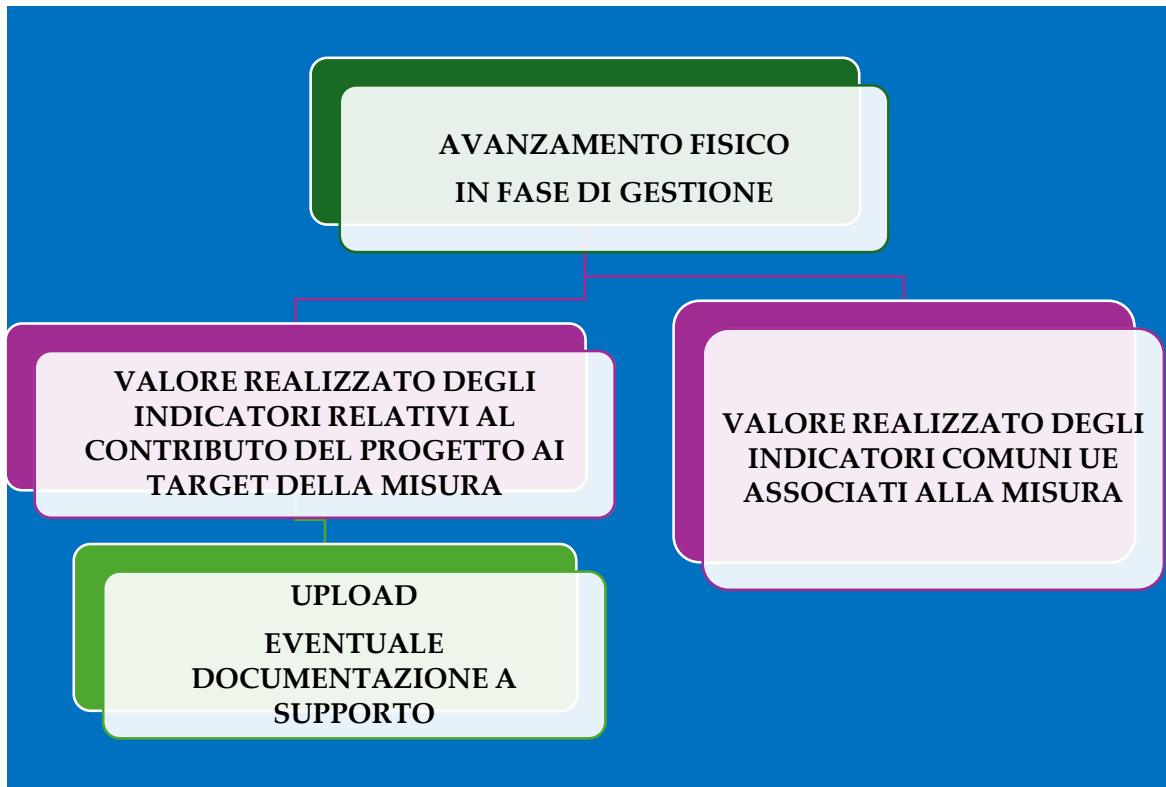 AVANZAMENTO FISICO
IN FASE DI GESTIONE
VALORE REALIZZATO DEGLI
INDICATORI RELATIVI AL
CONTRIBUTO DEL PROGETTO AI
TARGET DELLA MISURA
VALORE REALIZZATO DEGLI
INDICATORI COMUNI UE
ASSOCIATI ALLA MISURA
UPLOAD
EVENTUALE
DOCUMENTAZIONE A
SUPPORTO